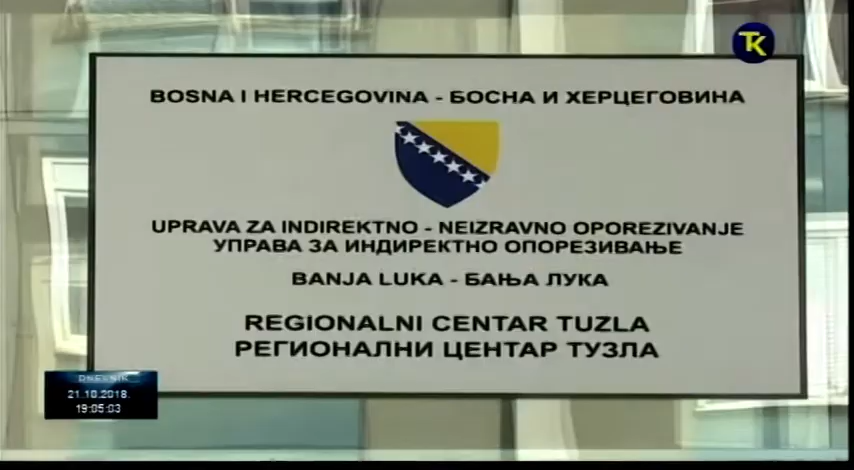 TK
BOSNA I HERCEGOVINA - БОСНА И ХЕРЦЕГОВИНА
UPRAVA ZA INDIREKTNO - NEIZRAVNO OPOREZIVANJE
УПРАВА ЗА ИНДИРЕКТНО ОПОРЕЗИВАЊЕ
BANJA LUKA - БАЊА ЛУКА
REGIONALNI CENTAR TUZLA
РЕГИОНАЛНИ ЦЕНТАР ТУЗЛА
DNEVNIK
21.10.2018.
19:05:03